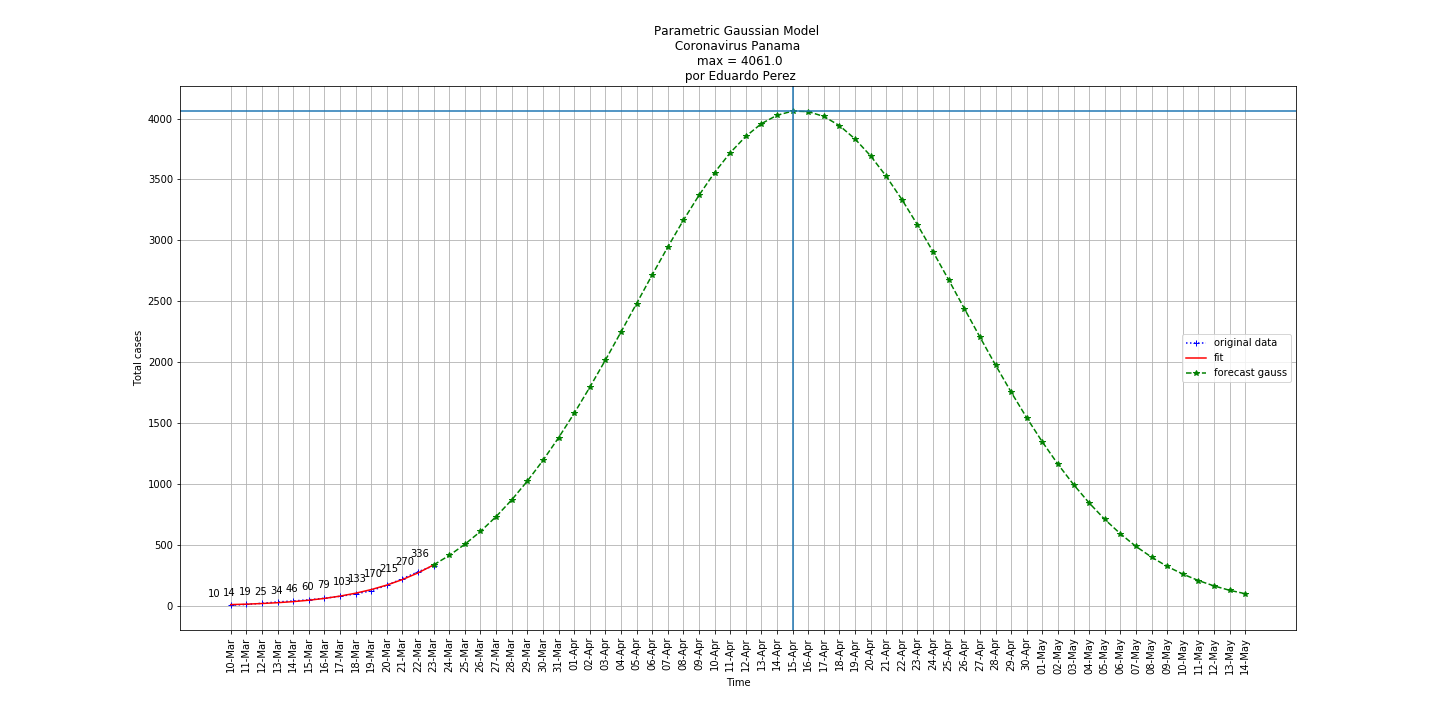 Parametric Gaussian Model
Coronavirus Panama
max = 4061.0
por Eduardo Perez
Total cases
4000
3500
3000
2500
2000
1500
1000
500
0
10 14 19 25 34 46 60 79 103 133 170 215 270 336
original data
fit
forecast gauss
10-Mar
11-Mar
12-Mar
13-Mar
14-Mar
15-Mar
16-Mar
17-Mar
18-Mar
19-Mar
20-Mar
21-Mar
22-Mar
23-Mar
24-Mar
25-Mar
26-Mar
27-Mar
28-Mar
29-Mar
30-Mar
31-Mar
01-Apr
02-Apr
03-Apr
04-Apr
05-Apr
06-Apr
07-Apr
08-Apr
09-Apr
10-Apr
11-Apr
12-Apr
13-Apr
14-Apr
15-Apr
16-Apr
17-Apr
18-Apr
19-Apr
20-Apr
21-Apr
22-Apr
23-Apr
24-Apr
25-Apr
26-Apr
27-Apr
28-Apr
29-Apr
30-Apr
01-May
02-May
03-May
04-May
05-May
06-May
07-May
08-May
09-May
10-May
11-May
12-May
13-May
14-May
Time